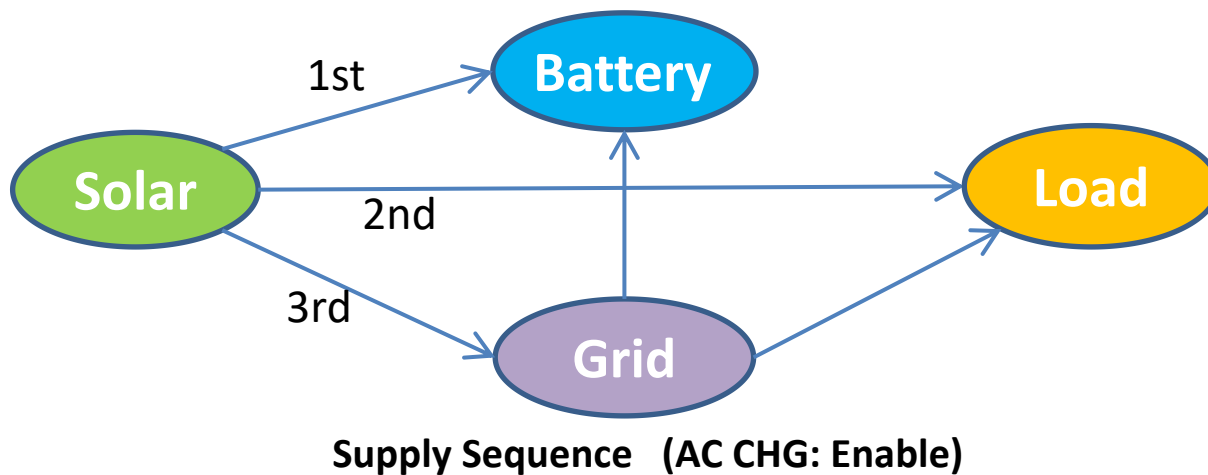 1st
Battery
Solar
2nd
Load
3rd
Grid
Supply Sequence (AC CHG: Enable)